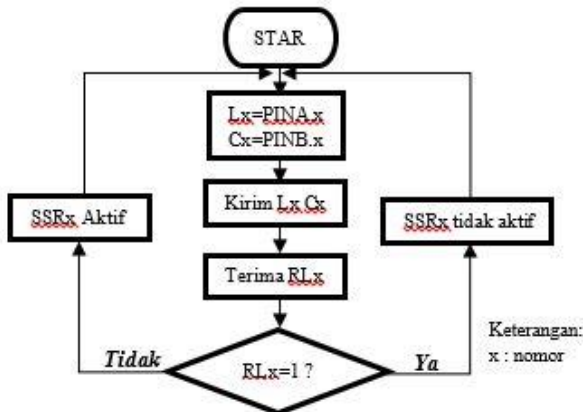 STAR
Lx=PINA.x
Cx=PINB.x
SSRx Aktif
Kirim Lx Cx
SSRx tidak aktif
Terima RLx
Tidak
RLx=1 ?
Ya
Keterangan:
x : nomor